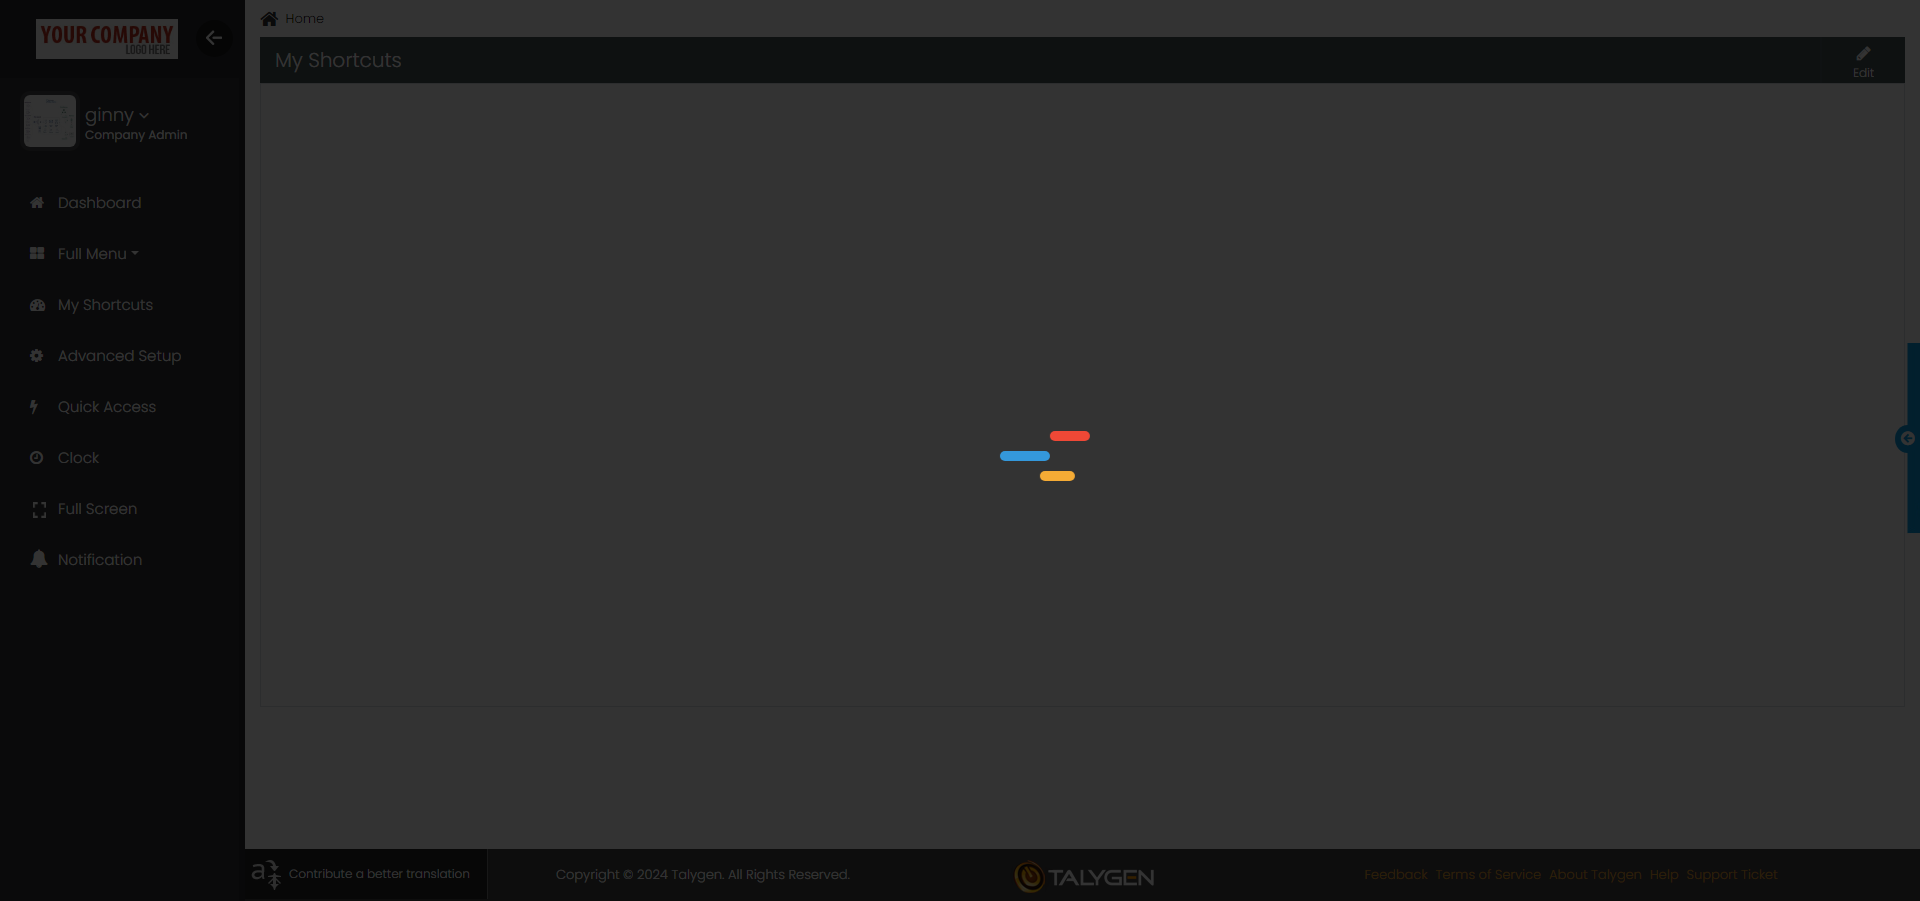 YOUR COMPANY
LOGO HERE
ginny
Company Admin
Dashboard
Full Menu
My Shortcuts
Advanced Setup
Quick Access
Clock
Full Screen
Notification
Home
My Shortcuts
Edit
a
Contribute a better translation
Copyright © 2024 Talygen. All Rights Reserved.
TALYGEN
Feedback Terms of Service About Talygen Help Support Ticket